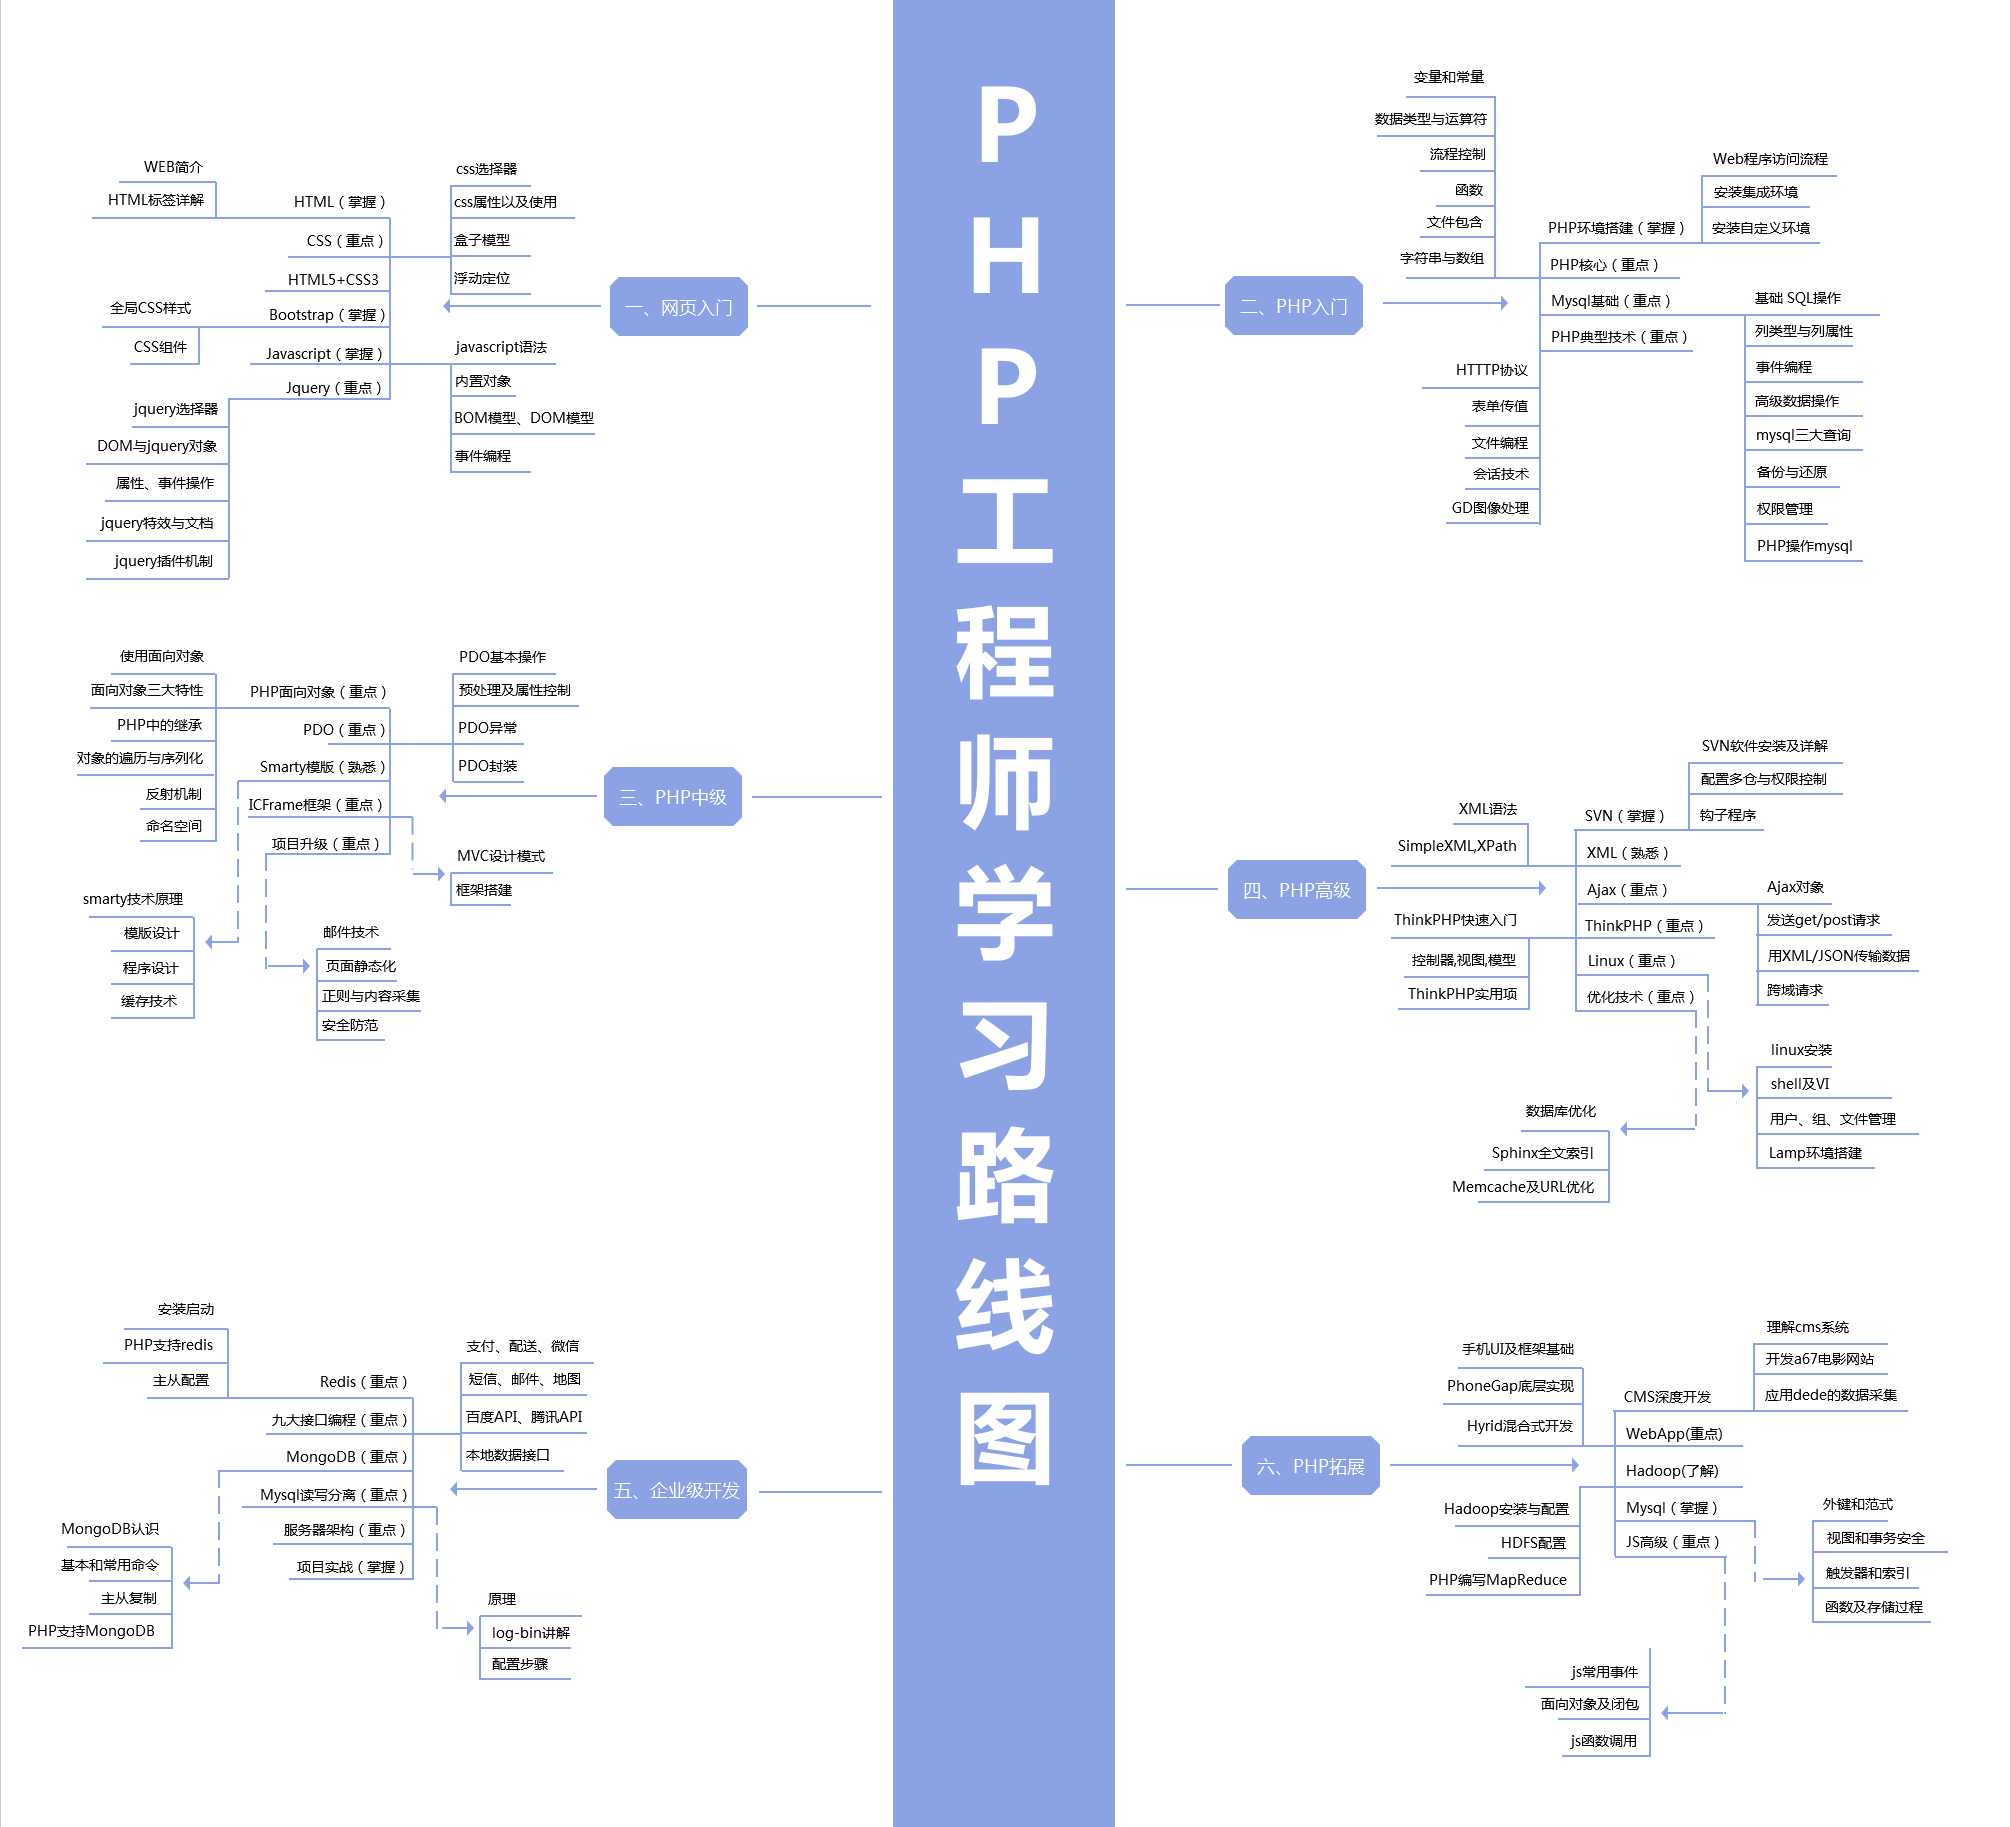 PHP工程师学习路线图
一、网页入门
HTML（掌握）
WEB简介
HTML标签详解
CSS（重点）
css选择器
css属性以及使用
盒子模型
浮动定位
HTML5+CSS3
Bootstrap（掌握）
全局CSS样式
CSS组件
Javascript（掌握）
javascript语法
内置对象
BOM模型、DOM模型
事件编程
Jquery（重点）
jquery选择器
DOM与jquery对象
属性、事件操作
jquery特效与文档
jquery插件机制
二、PHP入门
PHP环境搭建（掌握）
Web程序访问流程
安装集成环境
安装自定义环境
PHP核心（重点）
变量和常量
数据类型与运算符
流程控制
函数
文件包含
字符串与数组
Mysql基础（重点）
基础 SQL操作
列类型与列属性
事件编程
高级数据操作
mysql三大查询
备份与还原
权限管理
PHP操作mysql
PHP典型技术（重点）
HTTTP协议
表单传值
文件编程
会话技术
GD图像处理
三、PHP中级
PHP面向对象（重点）
使用面向对象
面向对象三大特性
PHP中的继承
对象的遍历与序列化
反射机制
命名空间
PDO（重点）
PDO基本操作
预处理及属性控制
PDO异常
PDO封装
Smarty模版（熟悉）
smarty技术原理
模版设计
程序设计
缓存技术
ICFrame框架（重点）
MVC设计模式
框架搭建
项目升级（重点）
邮件技术
页面静态化
正则与内容采集
安全防范
四、PHP高级
SVN（掌握）
SVN软件安装及详解
配置多仓与权限控制
钩子程序
XML（熟悉）
XML语法
SimpleXML,XPath
Ajax（重点）
Ajax对象
发送get/post请求
用XML/JSON传输数据
跨域请求
ThinkPHP（重点）
ThinkPHP快速入门
控制器,视图,模型
ThinkPHP实用项
Linux（重点）
linux安装
shell及VI
用户、组、文件管理
Lamp环境搭建
优化技术（重点）
数据库优化
Sphinx全文索引
Memcache及URL优化
五、企业级开发
Redis（重点）
安装启动
PHP支持redis
主从配置
九大接口编程（重点）
支付、配送、微信
短信、邮件、地图
百度API、腾讯API
本地数据接口
MongoDB（重点）
MongoDB认识
基本和常用命令
主从复制
PHP支持MongoDB
Mysql读写分离（重点）
原理
log-bin讲解
配置步骤
服务器架构（重点）
项目实战（掌握）
六、PHP拓展
CMS深度开发
理解cms系统
开发a67电影网站
应用dede的数据采集
WebApp(重点)
手机UI及框架基础
PhoneGap底层实现
Hyrid混合式开发
Hadoop(了解)
Hadoop安装与配置
HDFS配置
PHP编写MapReduce
Mysql（掌握）
外键和范式
视图和事务安全
触发器和索引
函数及存储过程
JS高级（重点）
js常用事件
面向对象及闭包
js函数调用